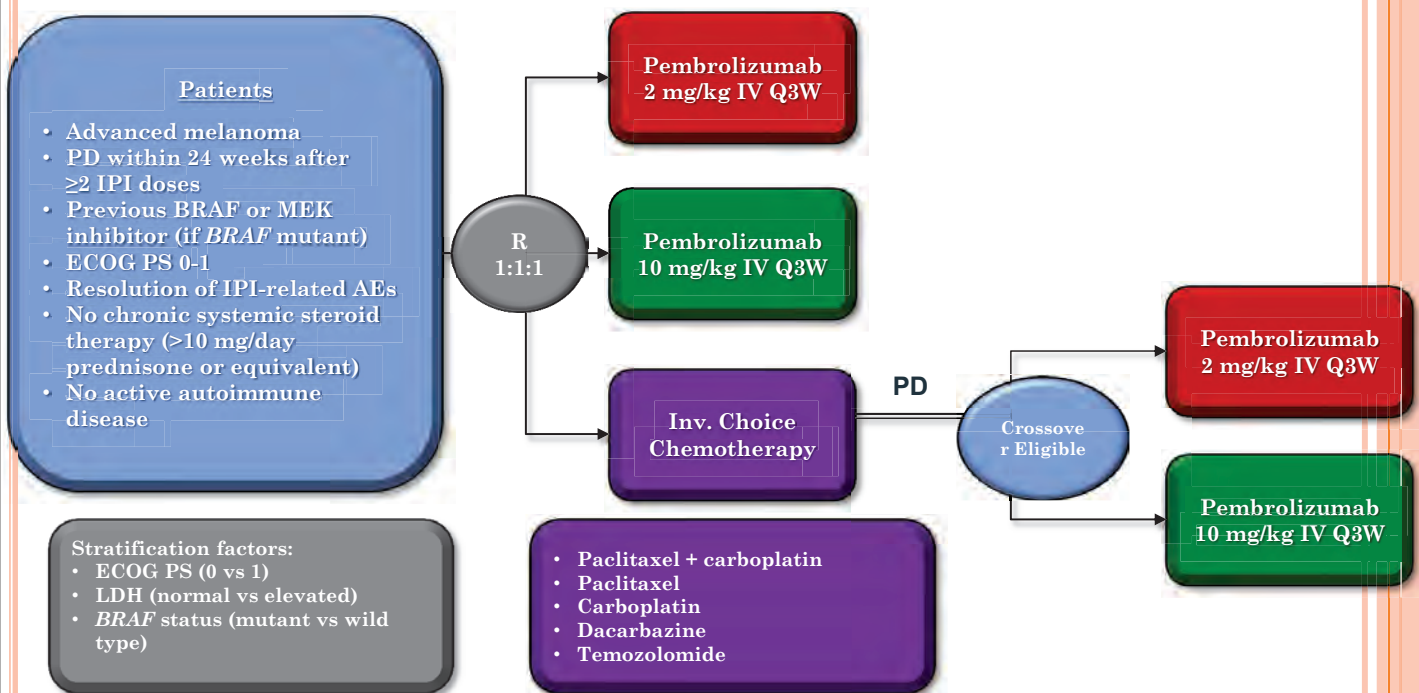 Patients
• Advanced melanoma
• PD within 24 weeks after
≥2 IPI doses
• Previous BRAF or MEK
inhibitor (if BRAF mutant)
• ECOG PS 0-1
• Resolution of IPI-related AEs
• No chronic systemic steroid
therapy (>10 mg/day
prednisone or equivalent)
• No active autoimmune
disease
R
1:1:1
Pembrolizumab
2 mg/kg IV Q3W
Pembrolizumab
10 mg/kg IV Q3W
Inv. Choice
Chemotherapy
PD
Crossove
r Eligible
Pembrolizumab
2 mg/kg IV Q3W
Pembrolizumab
10 mg/kg IV Q3W
Stratification factors:
• ECOG PS (0 vs 1)
• LDH (normal vs elevated)
• BRAF status (mutant vs wild
type)
• Paclitaxel + carboplatin
• Paclitaxel
• Carboplatin
• Dacarbazine
• Temozolomide